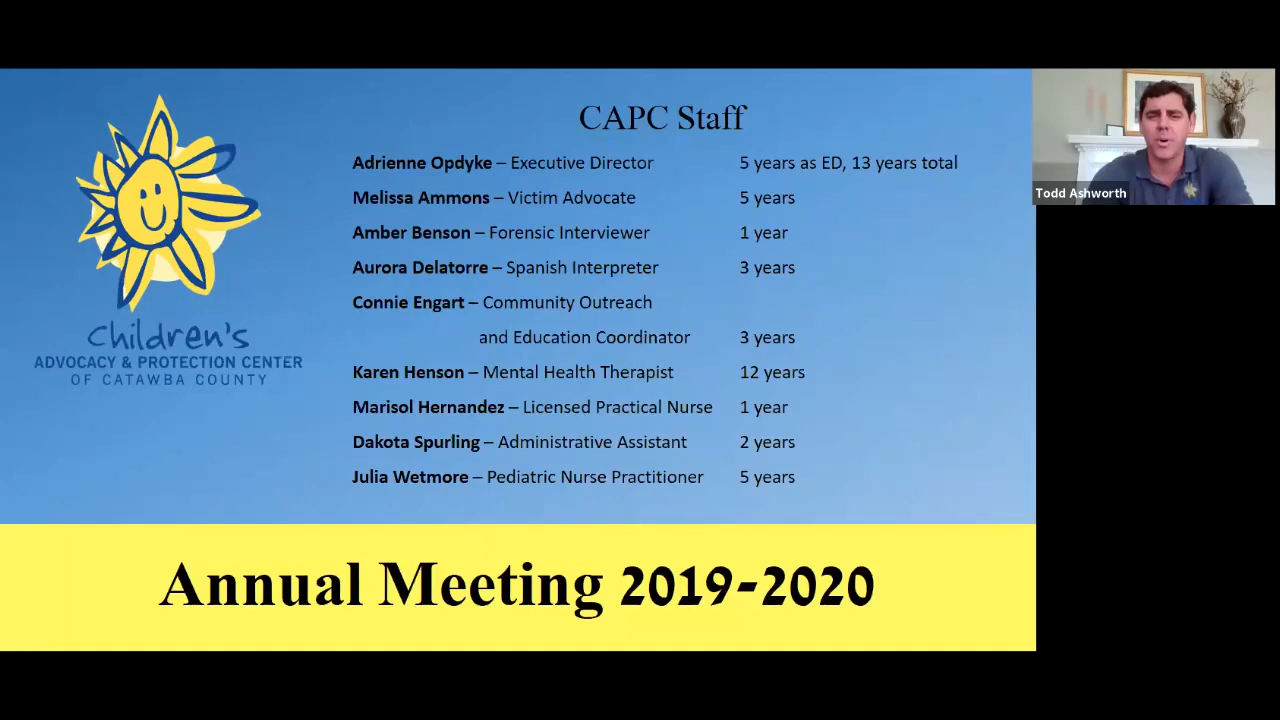 CAPC Staff
Adrienne Opdyke – Executive Director 5 years as ED, 13 years total
Melissa Ammons – Victim Advocate 5 years
Amber Benson – Forensic Interviewer 1 year
Aurora Delatorre – Spanish Interpreter 3 years
Connie Engart – Community Outreach
and Education Coordinator 3 years
Karen Henson – Mental Health Therapist 12 years
Marisol Hernandez – Licensed Practical Nurse 1 year
Dakota Spurling – Administrative Assistant 2 years
Julia Wetmore – Pediatric Nurse Practitioner 5 years
children's
ADVOCACY & PROTECTION CENTER
OF CATAWBA COUNTY
Annual Meeting 2019-2020
Todd Ashworth